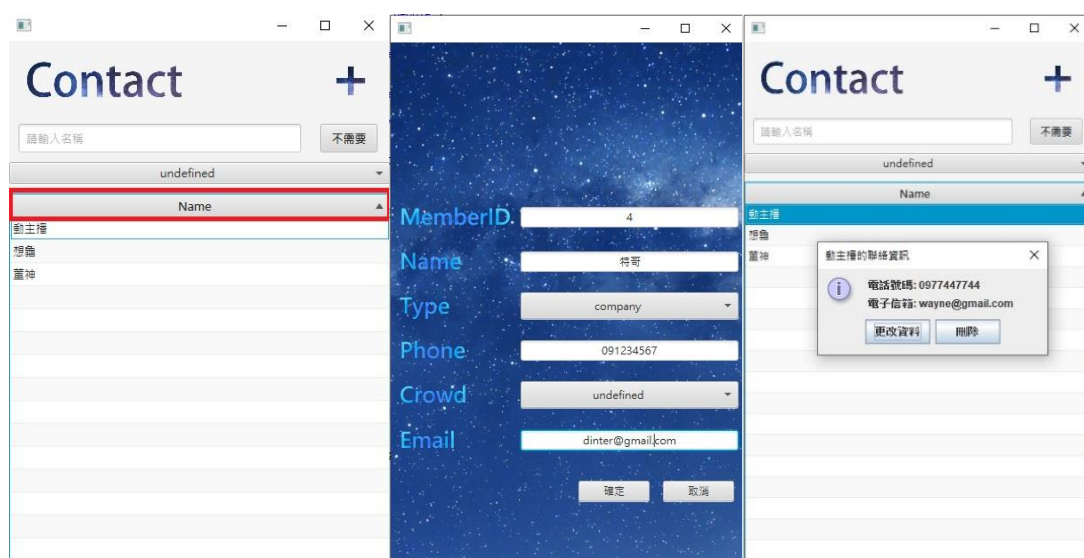 Contact
+
請輸入名稱
不需要
undefined
Name
動主播
想龜
董神
MemberID
4
Name
特哥
Type
company
Phone
091234567
Crowd
undefined
Email
dinter@gmail.com
確定
取消
Contact
+
請輸入名稱
不需要
undefined
Name
動主播
想龜
董神
動主播的聯絡資訊
電話號碼: 0977447744
電子信箱: wayne@gmail.com
更改資料
刪除